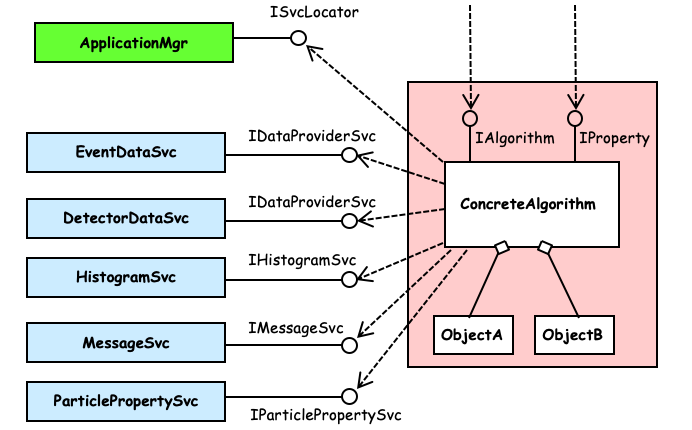 ISvcLocator
ApplicationMgr
IDataProviderSvc
IAlgorithm
IProperty
EventDataSvc
IDataProviderSvc
ConcreteAlgorithm
DetectorDataSvc
IHistogramSvc
HistogramSvc
IMessageSvc
ObjectA
ObjectB
MessageSvc
ParticlePropertySvc
IParticlePropertySvc